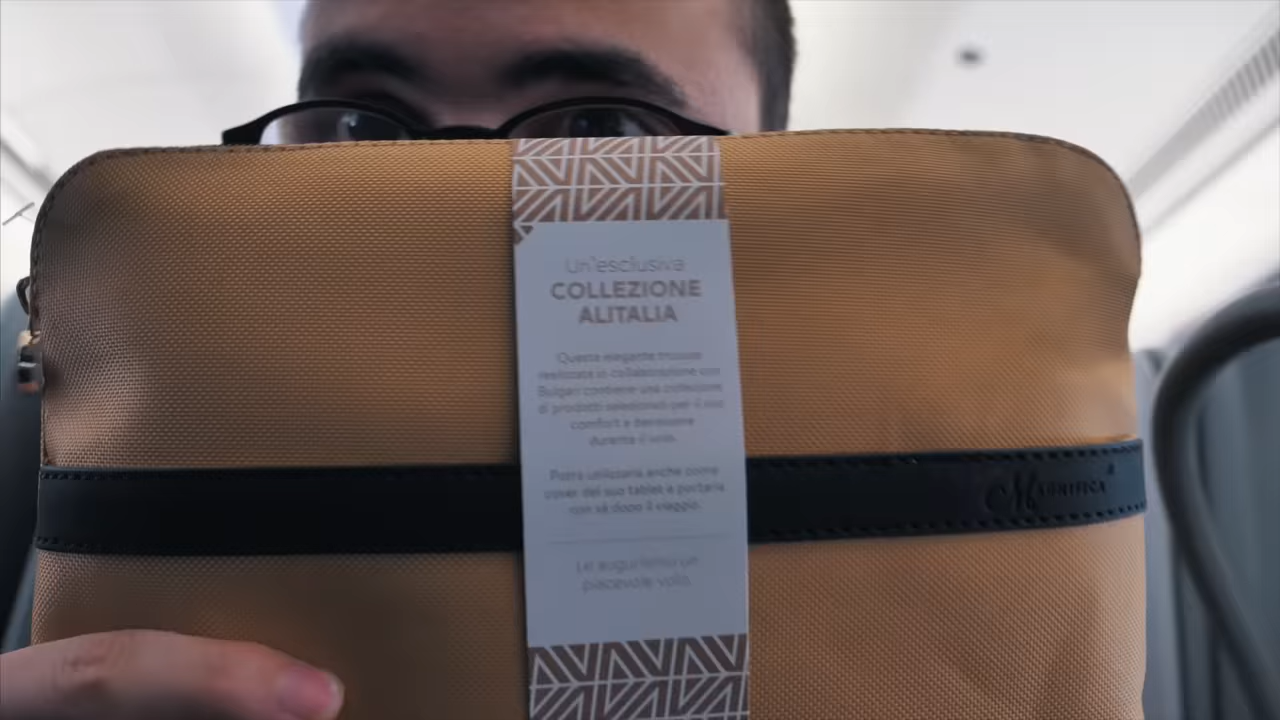 Un'esclusiva
COLLEZIONE
ALITALIA
Questa elegante trousse
realizzata in collaborazione con
Bulgari contiene una collezione
di prodotti selezionati per il suo
comfort e benessere
durante il volo.
Potrà utilizzarla anche come
cover del suo tablet e portarla
con sé dopo il viaggio.
Le auguriamo un
piacevole volo.
MAGNIFICA